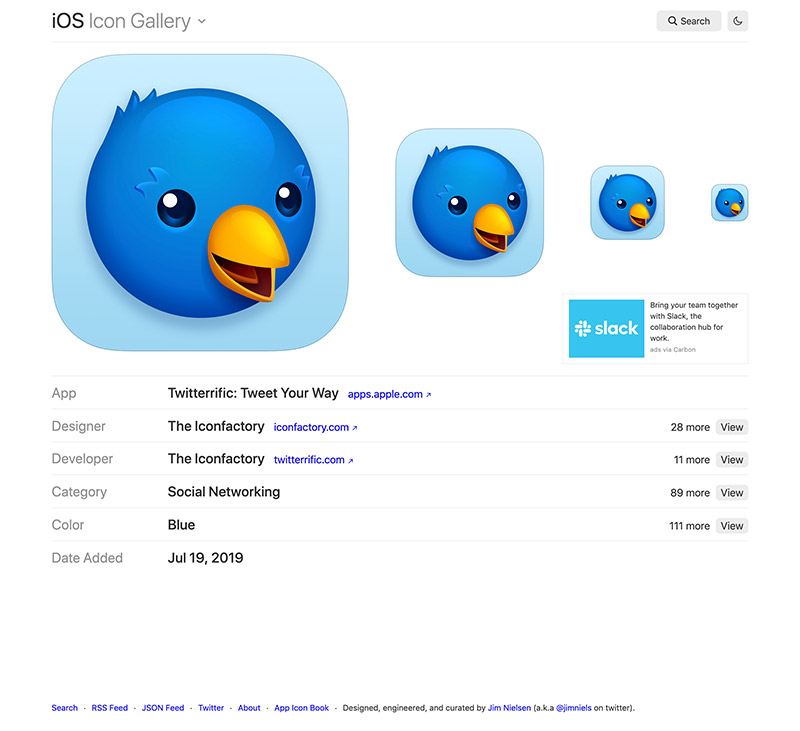 iOS Icon Gallery
Search
slack
Bring your team together
with Slack, the
collaboration hub for
work.
ads via Carbon
App Twitterrific: Tweet Your Way apps.apple.com ↗
Designer The Iconfactory iconfactory.com ↗ 28 more View
Developer The Iconfactory twitterrific.com ↗ 11 more View
Category Social Networking 89 more View
Color Blue 111 more View
Date Added Jul 19, 2019
Search · RSS Feed · JSON Feed · Twitter · About · App Icon Book · Designed, engineered, and curated by Jim Nielsen (a.k.a @jimniels on twitter).